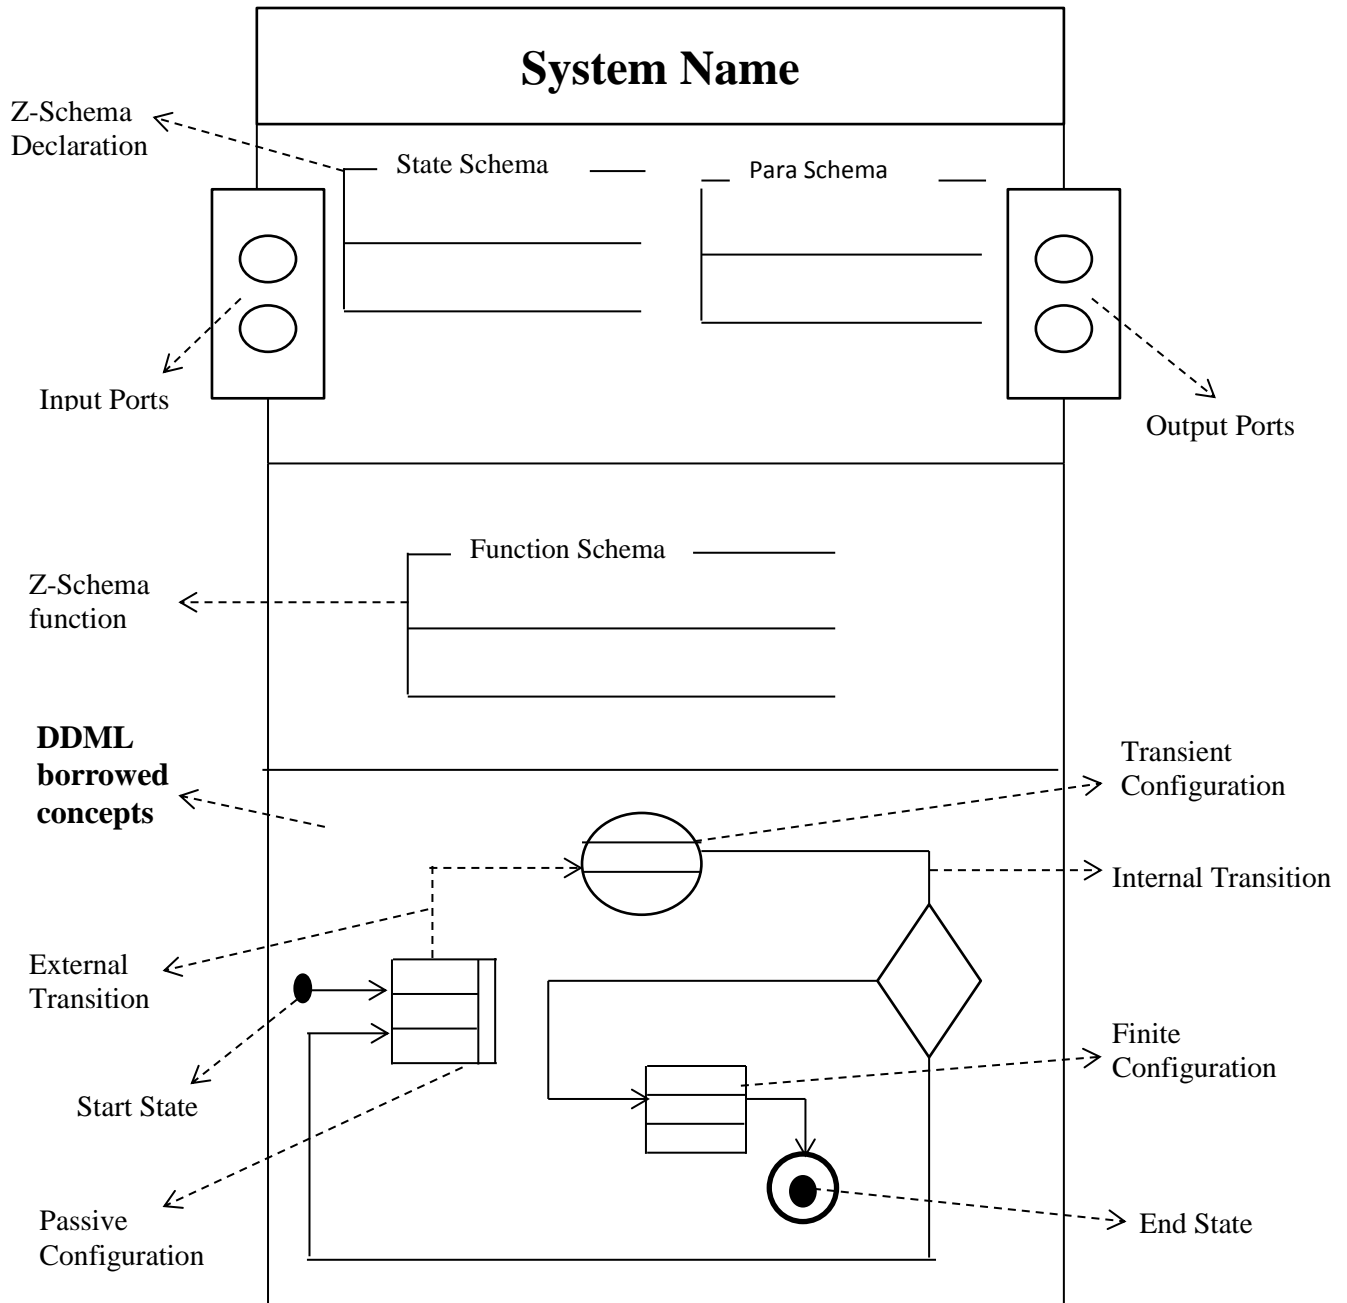 System Name
Z-Schema
Declaration
State Schema
Para Schema
Input Ports
Output Ports
Function Schema
Z-Schema
function
DDML
borrowed
concepts
Transient
Configuration
Internal Transition
External
Transition
Finite
Configuration
Start State
Passive
Configuration
End State